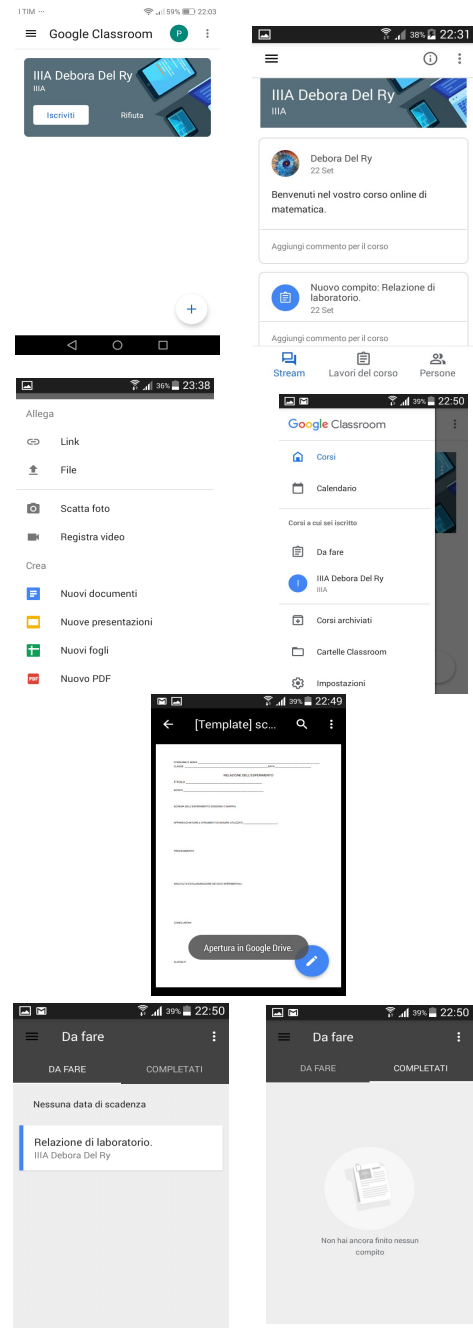 I TIM ··· 59% 22:03
Google Classroom P
IIIA Debora Del Ry
IIIA
Iscriviti Rifiuta
+
38% 22:31
IIIA Debora Del Ry
IIIA
Debora Del Ry
22 Set
Benvenuti nel vostro corso online di
matematica.
Aggiungi commento per il corso
Nuovo compito: Relazione di
laboratorio.
22 Set
Aggiungi commento per il corso
Stream Lavori del corso Persone
36% 23:38
Allega
Link
File
Scatta foto
Registra video
Crea
Nuovi documenti
Nuove presentazioni
Nuovi fogli
PDF Nuovo PDF
39% 22:50
Google Classroom
Corsi
Calendario
Corsi a cui sei iscritto
Da fare
I IIIA Debora Del Ry
IIIA
Corsi archiviati
Cartelle Classroom
Impostazioni
39% 22:49
[Template] sc...
RELAZIONE DELL'ESPERIMENTO
TITOLO
SCOPO
PROCEDIMENTO
CONCLUSIONI
Apertura in Google Drive.
39% 22:50
Da fare
DA FARE COMPLETATI
Nessuna data di scadenza
Relazione di laboratorio.
IIIA Debora Del Ry
39% 22:50
Da fare
DA FARE COMPLETATI
Non hai ancora finito nessun
compito